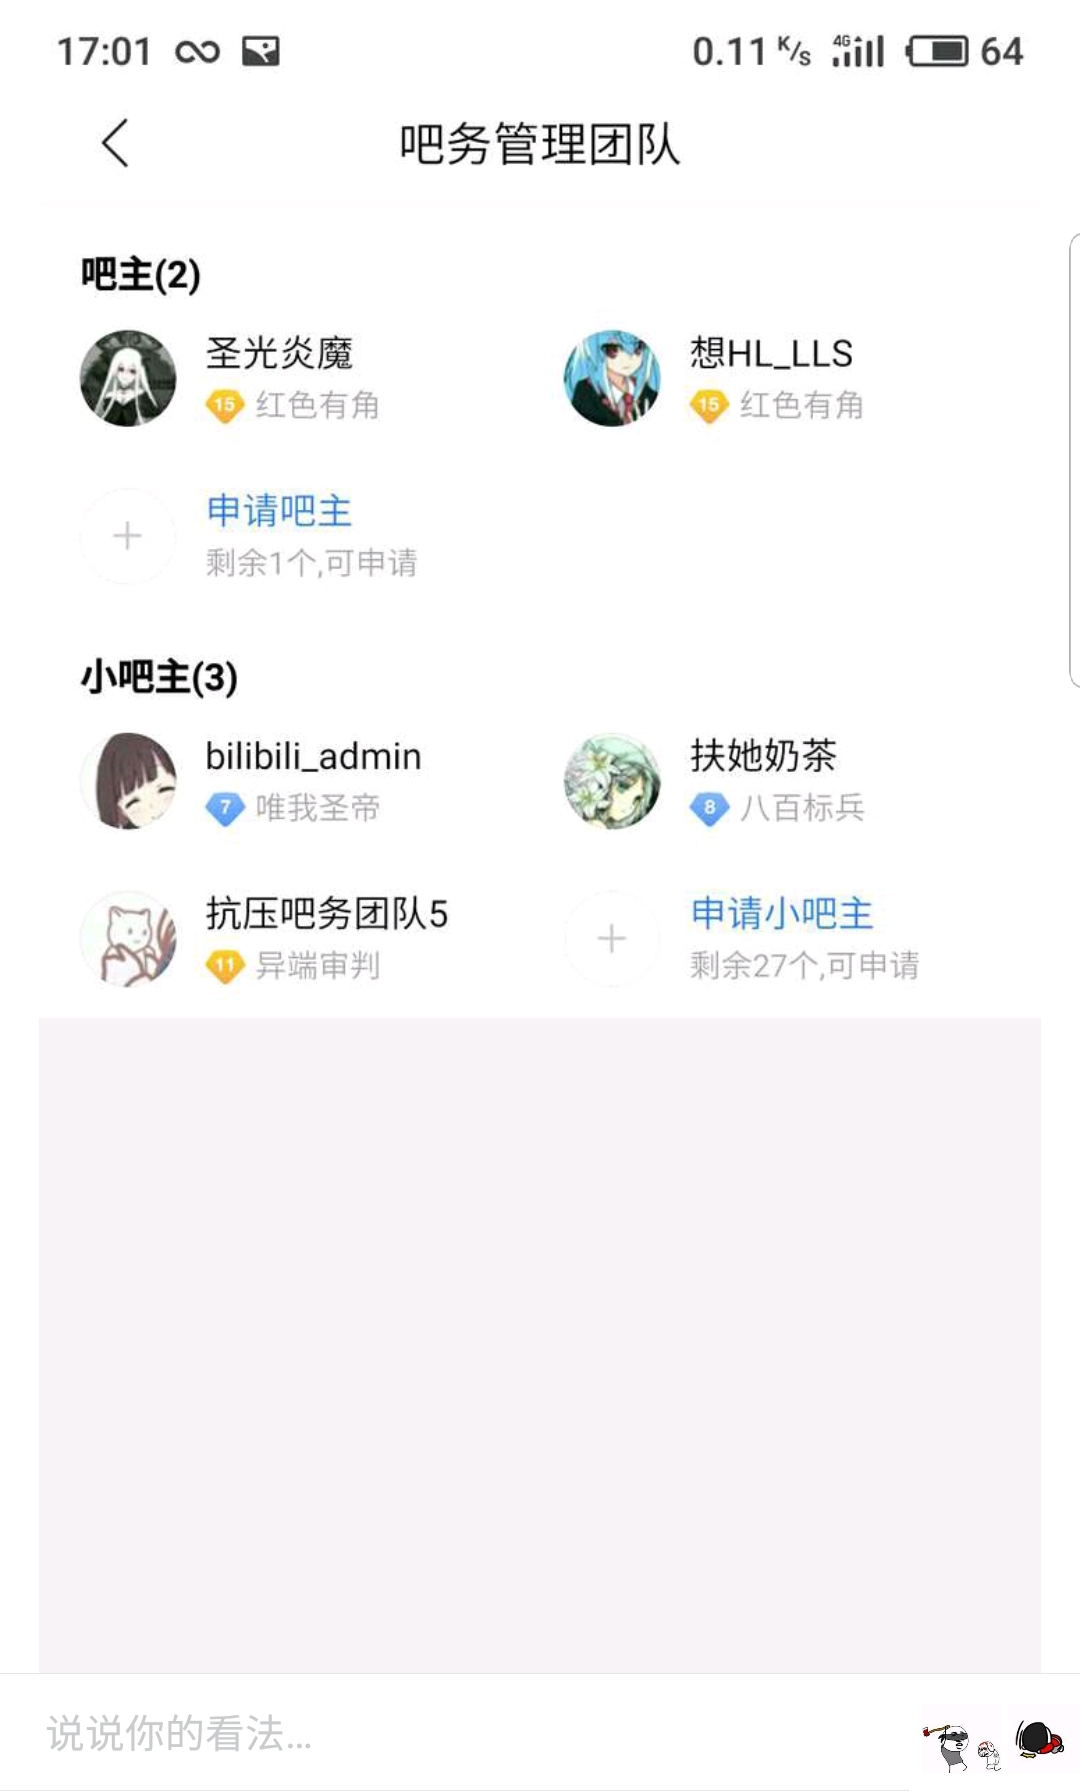 17:01 0.11 K/s 4G 64
吧务管理团队
吧主(2)
圣光炎魔
15 红色有角
想HL_LLS
15 红色有角
申请吧主
剩余1个,可申请
小吧主(3)
bilibili_admin
7 唯我圣帝
扶她奶茶
8 八百标兵
抗压吧务团队5
11 异端审判
申请小吧主
剩余27个,可申请
说说你的看法...